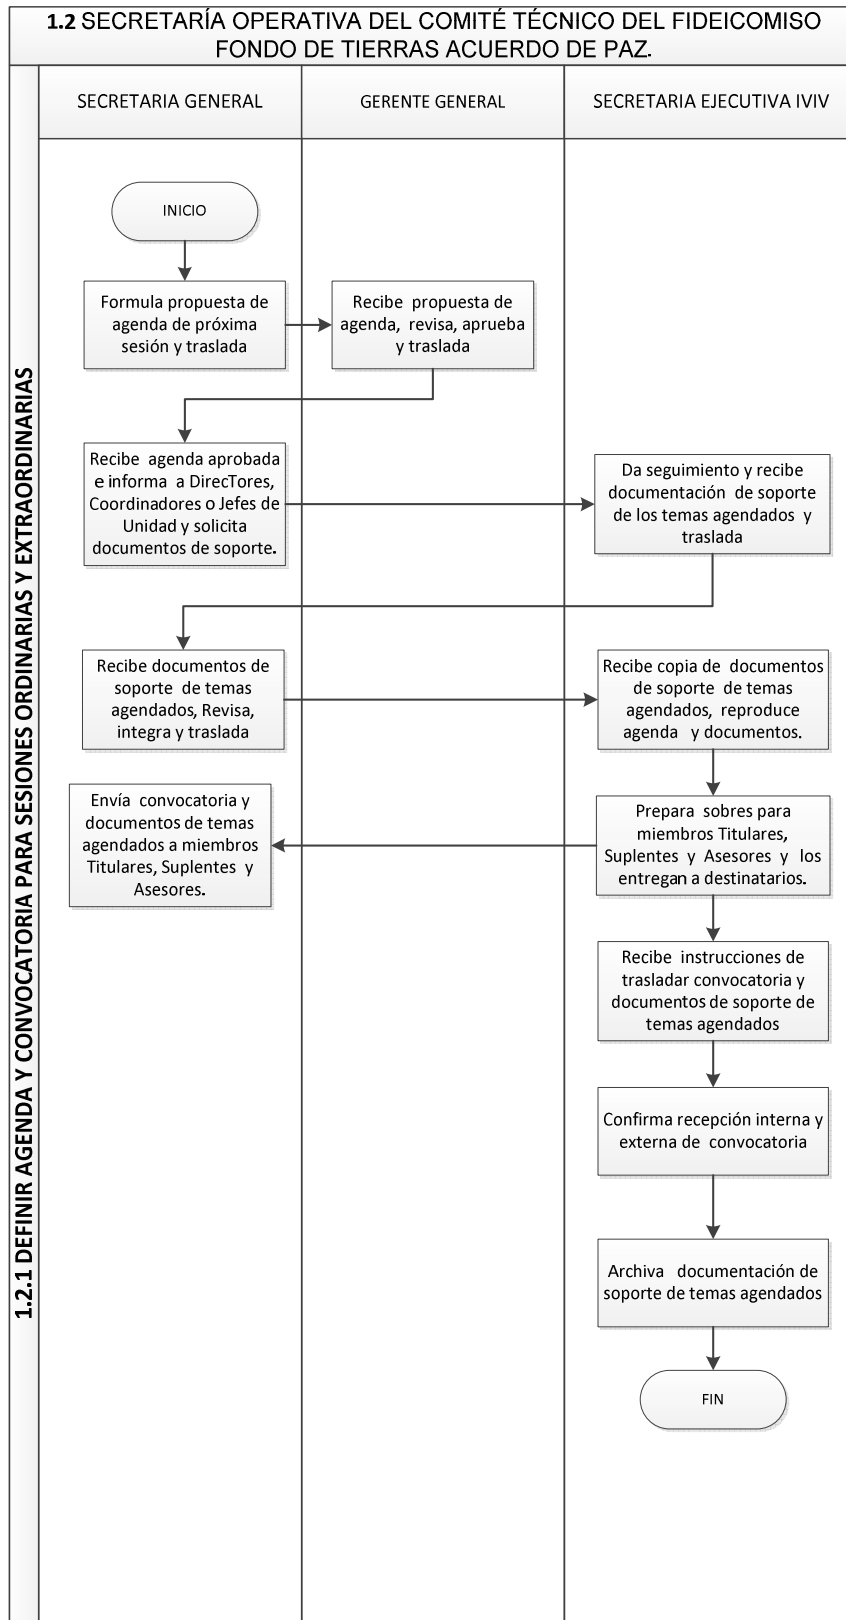 1.2 SECRETARÍA OPERATIVA DEL COMITÉ TÉCNICO DEL FIDEICOMISO
FONDO DE TIERRAS ACUERDO DE PAZ.
1.2.1 DEFINIR AGENDA Y CONVOCATORIA PARA SESIONES ORDINARIAS Y EXTRAORDINARIAS
SECRETARIA GENERAL
GERENTE GENERAL
SECRETARIA EJECUTIVA IVIV
INICIO
Formula propuesta de
agenda de próxima
sesión y traslada
Recibe propuesta de
agenda, revisa, aprueba
y traslada
Recibe agenda aprobada
e informa a DirecTores,
Coordinadores o Jefes de
Unidad y solicita
documentos de soporte.
Da seguimiento y recibe
documentación de soporte
de los temas agendados y
traslada
Recibe documentos de
soporte de temas
agendados, Revisa,
integra y traslada
Recibe copia de documentos
de soporte de temas
agendados, reproduce
agenda y documentos.
Envía convocatoria y
documentos de temas
agendados a miembros
Titulares, Suplentes y
Asesores.
Prepara sobres para
miembros Titulares,
Suplentes y Asesores y los
entregan a destinatarios.
Recibe instrucciones de
trasladar convocatoria y
documentos de soporte de
temas agendados
Confirma recepción interna y
externa de convocatoria
Archiva documentación de
soporte de temas agendados
FIN